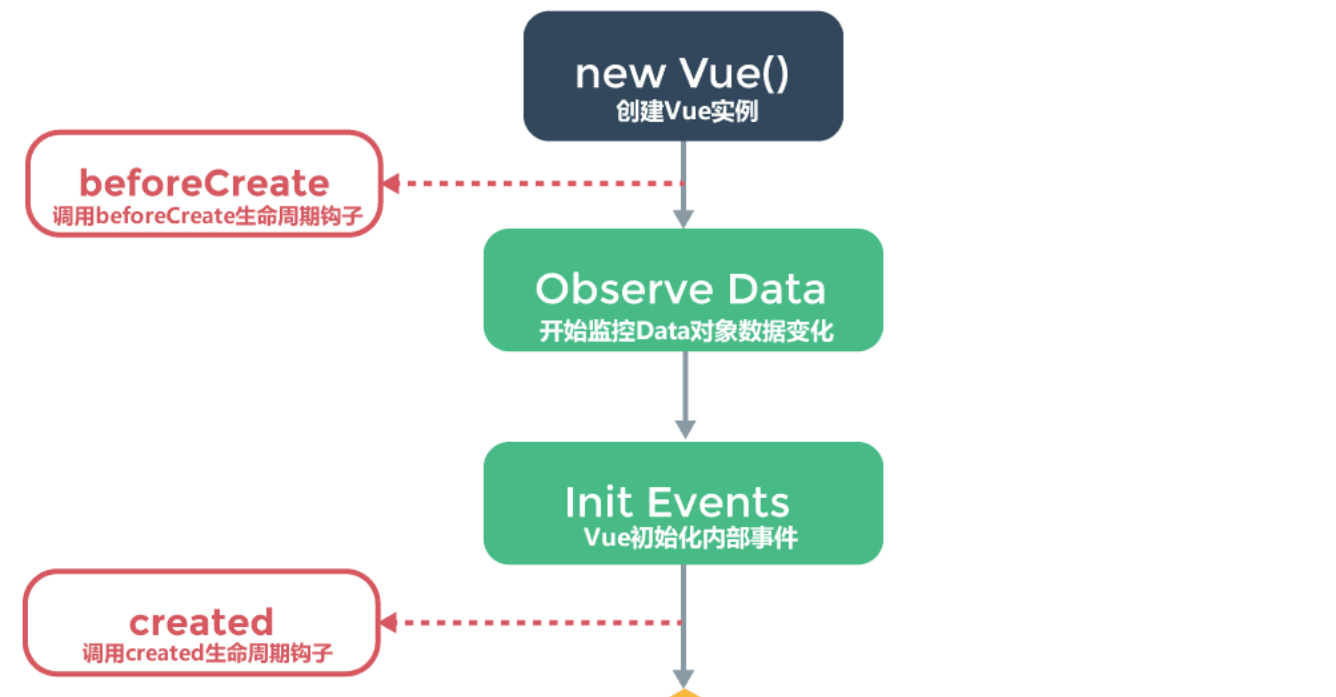 new Vue()
创建Vue实例
beforeCreate
调用beforeCreate生命周期钩子
Observe Data
开始监控Data对象数据变化
Init Events
Vue初始化内部事件
created
调用created生命周期钩子